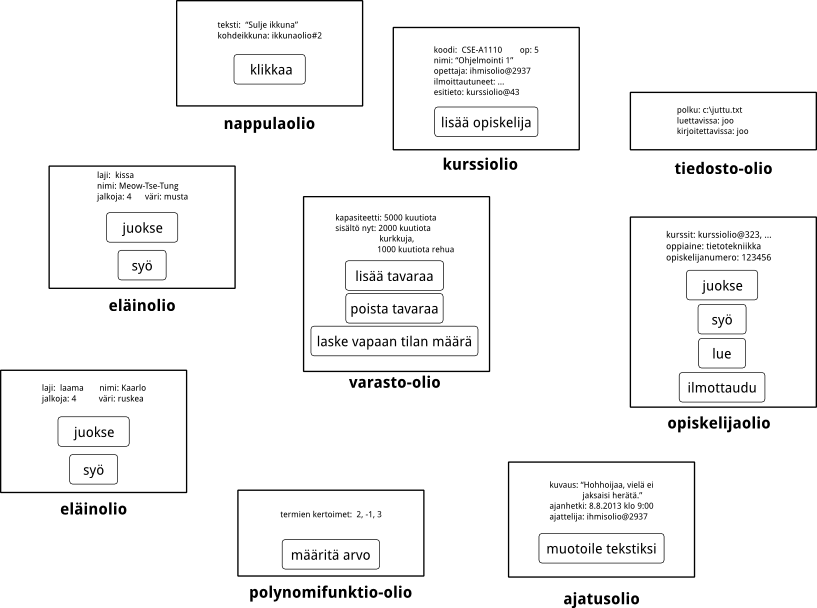 teksti:  “Sulje ikkuna”
kohdeikkuna: ikkunaolio#2
klikkaa
nappulaolio
koodi:  CSE-A1110       op: 5
nimi: “Ohjelmointi 1”
opettaja: ihmisolio@2937
ilmoittautuneet: ...
esitieto: kurssiolio@43
lisää opiskelija
kurssiolio
polku: c:\juttu.txt
luettavissa: joo
kirjoitettavissa: joo
tiedosto-olio
laji:  kissa
nimi: Meow-Tse-Tung
jalkoja: 4     väri: musta
juokse
syö
eläinolio
kapasiteetti: 5000 kuutiota
sisältö nyt: 2000 kuutiota
kurkkuja,
1000 kuutiota rehua
lisää tavaraa
poista tavaraa
laske vapaan tilan määrä
varasto-olio
kurssit: kurssiolio@323, ...
oppiaine: tietotekniikka
opiskelijanumero: 123456
juokse
syö
lue
ilmottaudu
opiskelijaolio
laji:  laama      nimi: Kaarlo
jalkoja: 4         väri: ruskea
juokse
syö
eläinolio
termien kertoimet:  2, -1, 3
määritä arvo
polynomifunktio-olio
kuvaus: “Hohhoijaa, vielä ei
jaksaisi herätä.”
ajanhetki: 8.8.2013 klo 9:00
ajattelija: ihmisolio@2937
muotoile tekstiksi
ajatusolio